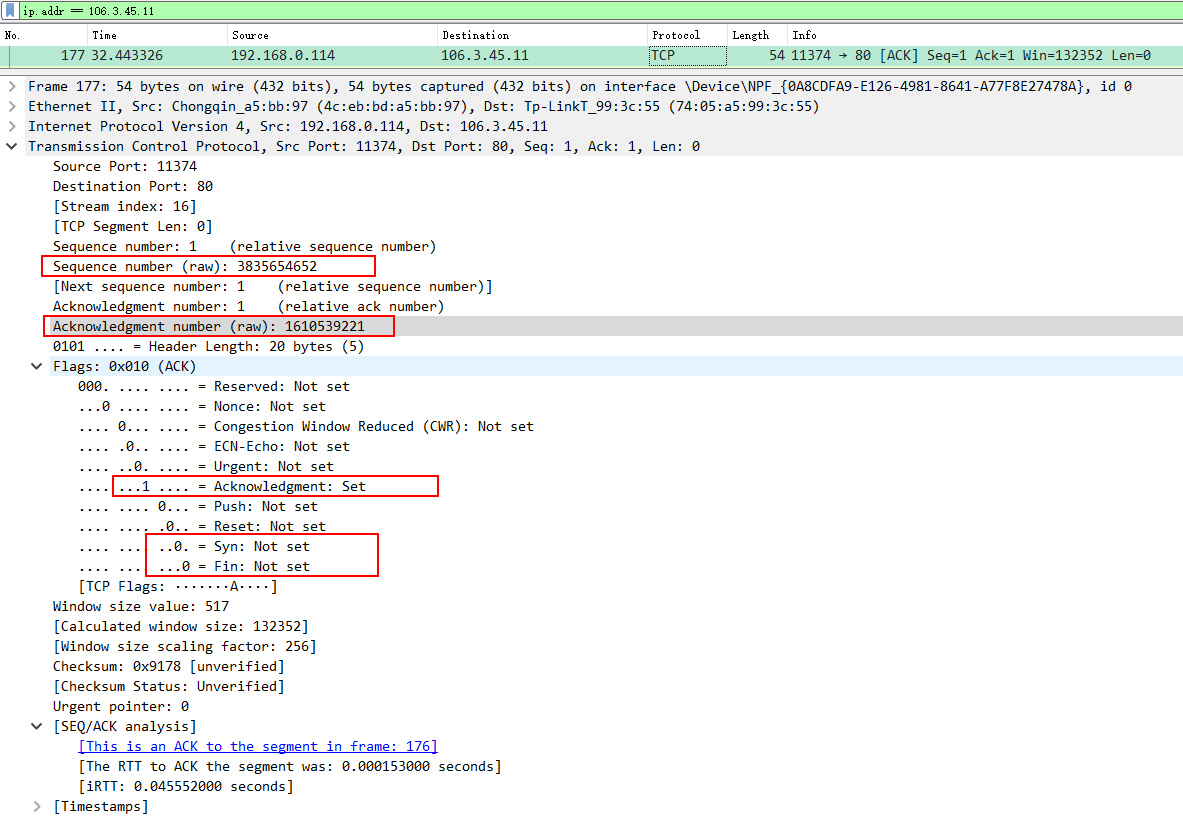 ip.addr == 106.3.45.11
No. Time Source Destination Protocol Length Info
177 32.443326 192.168.0.114 106.3.45.11 TCP 54 11374 → 80 [ACK] Seq=1 Ack=1 Win=132352 Len=0
Frame 177: 54 bytes on wire (432 bits), 54 bytes captured (432 bits) on interface \Device\NPF_{0A8CDFA9-E126-4981-8641-A77F8E27478A}, id 0
Ethernet II, Src: Chongqin_a5:bb:97 (4c:eb:bd:a5:bb:97), Dst: Tp-LinkT_99:3c:55 (74:05:a5:99:3c:55)
Internet Protocol Version 4, Src: 192.168.0.114, Dst: 106.3.45.11
Transmission Control Protocol, Src Port: 11374, Dst Port: 80, Seq: 1, Ack: 1, Len: 0
Source Port: 11374
Destination Port: 80
[Stream index: 16]
[TCP Segment Len: 0]
Sequence number: 1    (relative sequence number)
Sequence number (raw): 3835654652
[Next sequence number: 1    (relative sequence number)]
Acknowledgment number: 1    (relative ack number)
Acknowledgment number (raw): 1610539221
0101 .... = Header Length: 20 bytes (5)
Flags: 0x010 (ACK)
000. .... .... = Reserved: Not set
...0 .... .... = Nonce: Not set
.... 0... .... = Congestion Window Reduced (CWR): Not set
.... .0.. .... = ECN-Echo: Not set
.... ..0. .... = Urgent: Not set
.... ...1 .... = Acknowledgment: Set
.... .... 0... = Push: Not set
.... .... .0.. = Reset: Not set
.... .... ..0. = Syn: Not set
.... .... ...0 = Fin: Not set
[TCP Flags: ·······A····]
Window size value: 517
[Calculated window size: 132352]
[Window size scaling factor: 256]
Checksum: 0x9178 [unverified]
[Checksum Status: Unverified]
Urgent pointer: 0
[SEQ/ACK analysis]
[This is an ACK to the segment in frame: 176]
[The RTT to ACK the segment was: 0.000153000 seconds]
[iRTT: 0.045552000 seconds]
[Timestamps]